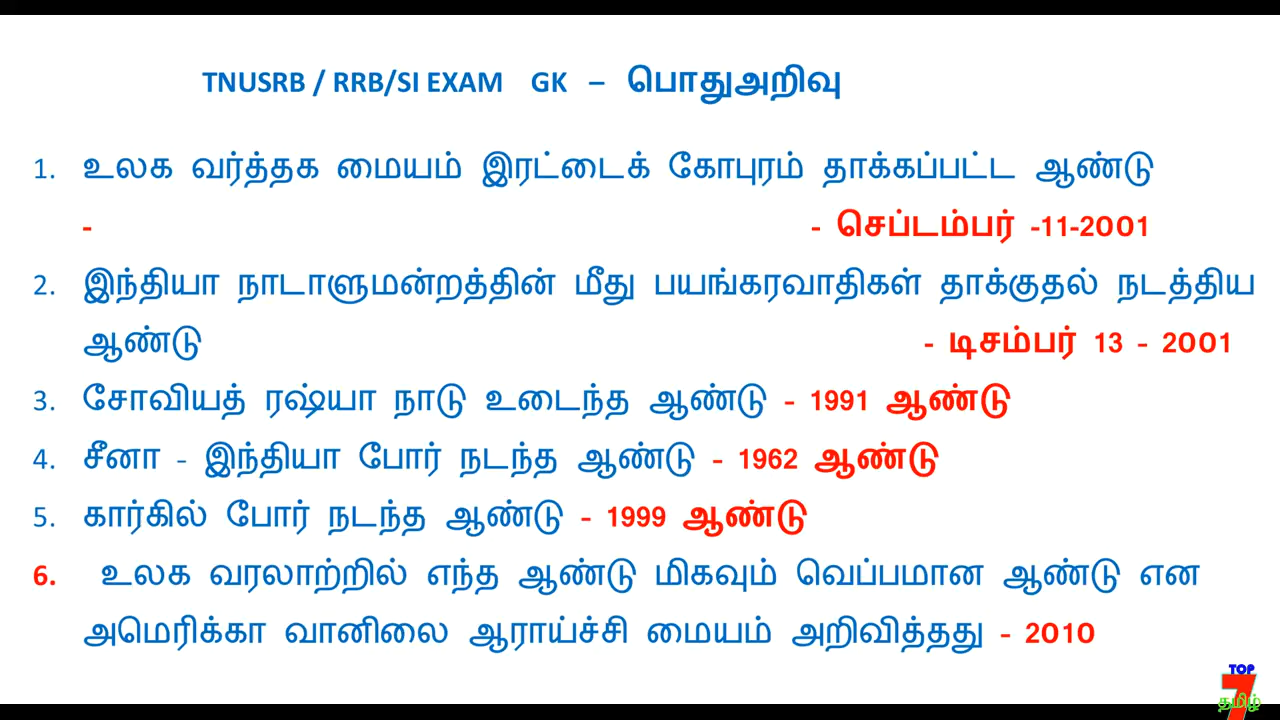 TNUSRB / RRB/SI EXAM GK – பொதுஅறிவு
1. உலக வர்த்தக மையம் இரட்டைக் கோபுரம் தாக்கப்பட்ட ஆண்டு
- - செப்டம்பர் -11-2001
2. இந்தியா நாடாளுமன்றத்தின் மீது பயங்கரவாதிகள் தாக்குதல் நடத்திய
ஆண்டு - டிசம்பர் 13 - 2001
3. சோவியத் ரஷ்யா நாடு உடைந்த ஆண்டு - 1991 ஆண்டு
4. சீனா - இந்தியா போர் நடந்த ஆண்டு - 1962 ஆண்டு
5. கார்கில் போர் நடந்த ஆண்டு - 1999 ஆண்டு
6. உலக வரலாற்றில் எந்த ஆண்டு மிகவும் வெப்பமான ஆண்டு என
அமெரிக்கா வானிலை ஆராய்ச்சி மையம் அறிவித்தது - 2010
TOP
7
தமிழ்